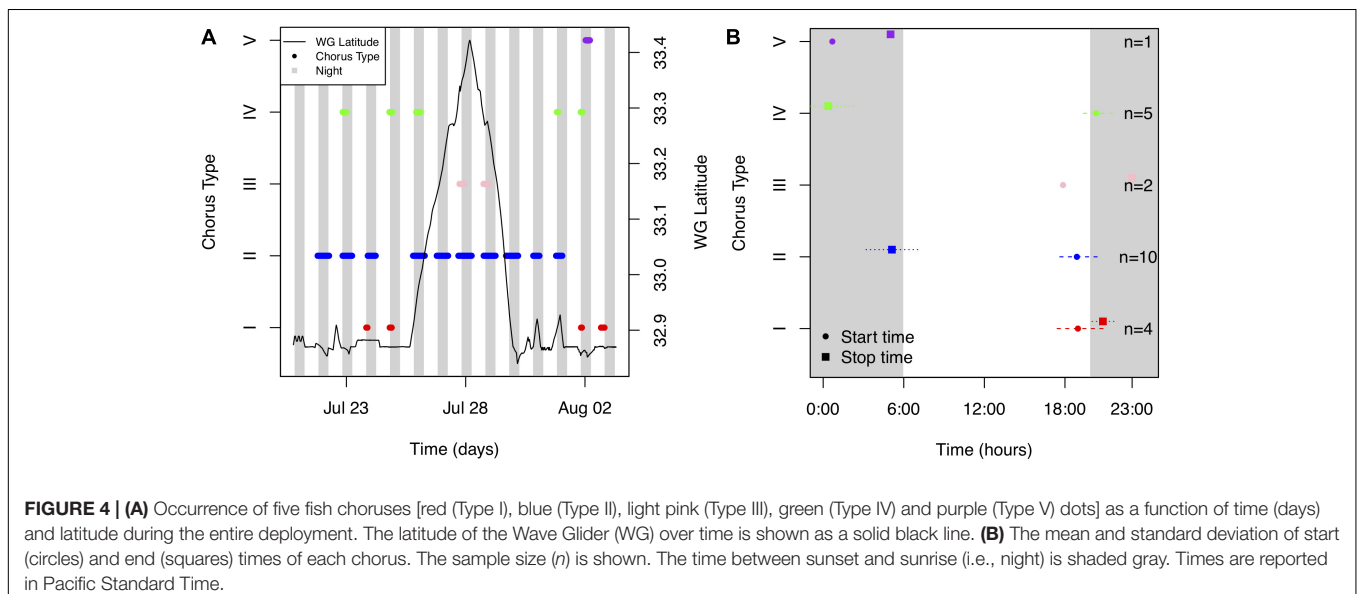 A
WG Latitude
Chorus Type
Night
Chorus Type
I
II
III
IV
V
32.9
33.0
33.1
33.2
33.3
33.4
WG Latitude
Jul 23
Jul 28
Aug 02
Time (days)
B
Chorus Type
V
IV
III
II
I
n=1
n=5
n=2
n=10
n=4
Start time
Stop time
0:00
6:00
12:00
18:00
23:00
Time (hours)
FIGURE 4 | (A) Occurrence of five fish choruses [red (Type I), blue (Type II), light pink (Type III), green (Type IV) and purple (Type V) dots] as a function of time (days)
and latitude during the entire deployment. The latitude of the Wave Glider (WG) over time is shown as a solid black line. (B) The mean and standard deviation of start
(circles) and end (squares) times of each chorus. The sample size (n) is shown. The time between sunset and sunrise (i.e., night) is shaded gray. Times are reported
in Pacific Standard Time.